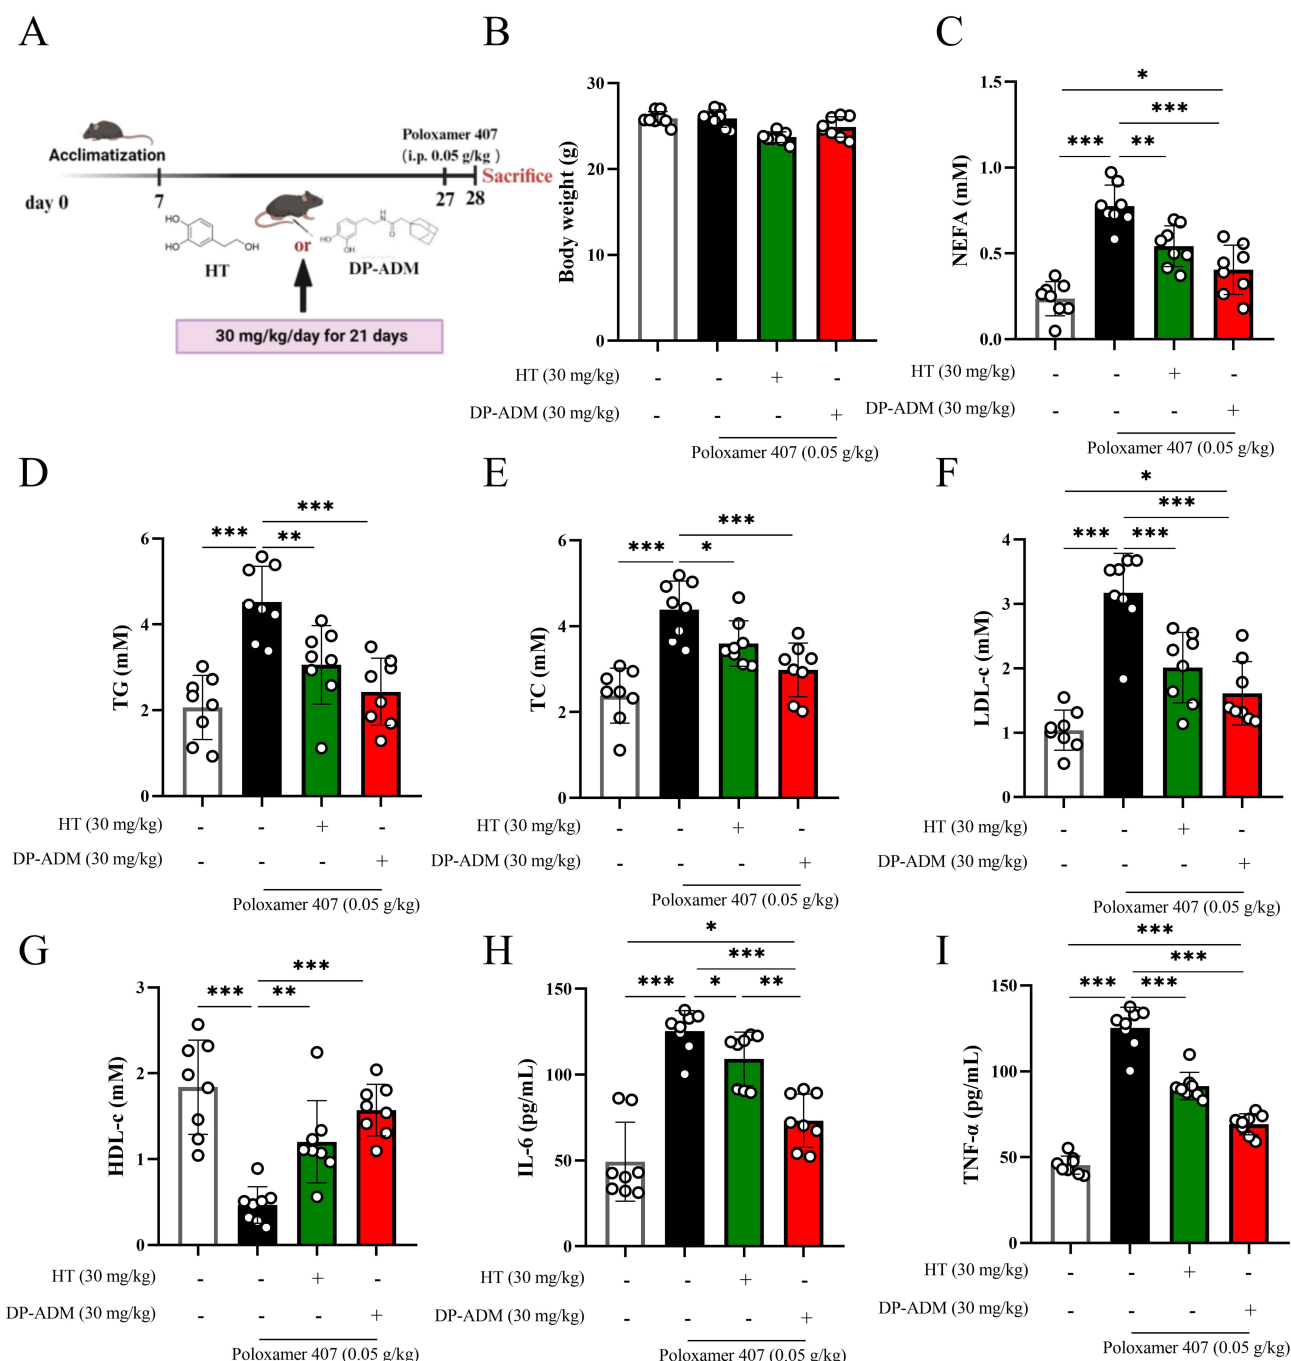 A
Acclimatization
Poloxamer 407
(i.p. 0.05 g/kg )
Sacrifice
day 0
7
27
28
HO
HO
OH
HT
or
HO
OH
H
N
O
DP-ADM
30 mg/kg/day for 21 days
B
Body weight (g)
30
20
10
0
HT (30 mg/kg) - - + -
DP-ADM (30 mg/kg) - - - +
Poloxamer 407 (0.05 g/kg)
C
NEFA (mM)
1.5
1.0
0.5
0.0
*
***
*** **
HT (30 mg/kg) - - + -
DP-ADM (30 mg/kg) - - - +
Poloxamer 407 (0.05 g/kg)
D
TG (mM)
6
4
2
0
***
*** **
HT (30 mg/kg) - - + -
DP-ADM (30 mg/kg) - - - +
Poloxamer 407 (0.05 g/kg)
E
TC (mM)
6
4
2
0
***
*** *
HT (30 mg/kg) - - + -
DP-ADM (30 mg/kg) - - - +
Poloxamer 407 (0.05 g/kg)
F
LDL-c (mM)
4
3
2
1
0
*
***
*** ***
HT (30 mg/kg) - - + -
DP-ADM (30 mg/kg) - - - +
Poloxamer 407 (0.05 g/kg)
G
HDL-c (mM)
3
2
1
0
***
*** **
HT (30 mg/kg) - - + -
DP-ADM (30 mg/kg) - - - +
Poloxamer 407 (0.05 g/kg)
H
IL-6 (pg/mL)
150
100
50
0
*
***
*** * **
HT (30 mg/kg) - - + -
DP-ADM (30 mg/kg) - - - +
Poloxamer 407 (0.05 g/kg)
I
TNF-α (pg/mL)
150
100
50
0
***
***
*** ***
HT (30 mg/kg) - - + -
DP-ADM (30 mg/kg) - - - +
Poloxamer 407 (0.05 g/kg)